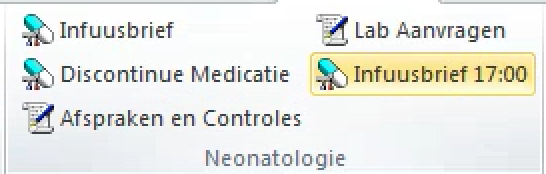 Infuusbrief
Lab Aanvragen
Discontinue Medicatie
Infuusbrief 17:00
Afspraken en Controles
Neonatologie